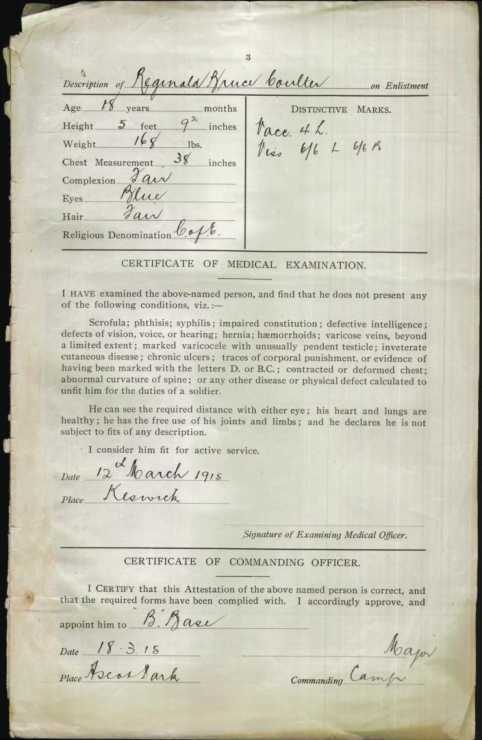 3
Description of Reginald Bruce Coulter on Enlistment
Age 18 years months
Height 5 feet 9¾ inches
Weight 168 lbs.
Chest Measurement 38 inches
Complexion Fair
Eyes Blue
Hair Fair
Religious Denomination C of E.
DISTINCTIVE MARKS.
Vacc. 4 L.
Viss 6/6 L 6/6 R
CERTIFICATE OF MEDICAL EXAMINATION.
I HAVE examined the above-named person, and find that he does not present any
of the following conditions, viz.:—
Scrofula; phthisis; syphilis; impaired constitution; defective intelligence;
defects of vision, voice, or hearing; hernia; hæmorrhoids; varicose veins, beyond
a limited extent; marked varicocele with unusually pendent testicle; inveterate
cutaneous disease; chronic ulcers; traces of corporal punishment, or evidence of
having been marked with the letters D. or B.C.; contracted or deformed chest;
abnormal curvature of spine; or any other disease or physical defect calculated to
unfit him for the duties of a soldier.
He can see the required distance with either eye; his heart and lungs are
healthy; he has the free use of his joints and limbs; and he declares he is not
subject to fits of any description.
I consider him fit for active service.
Date 12th March 1915
Place Keswick
Signature of Examining Medical Officer.
CERTIFICATE OF COMMANDING OFFICER.
I CERTIFY that this Attestation of the above named person is correct, and
that the required forms have been complied with. I accordingly approve, and
appoint him to "B" Base
Date 18.3.15
Major
Place Ascot Park
Commanding Camp